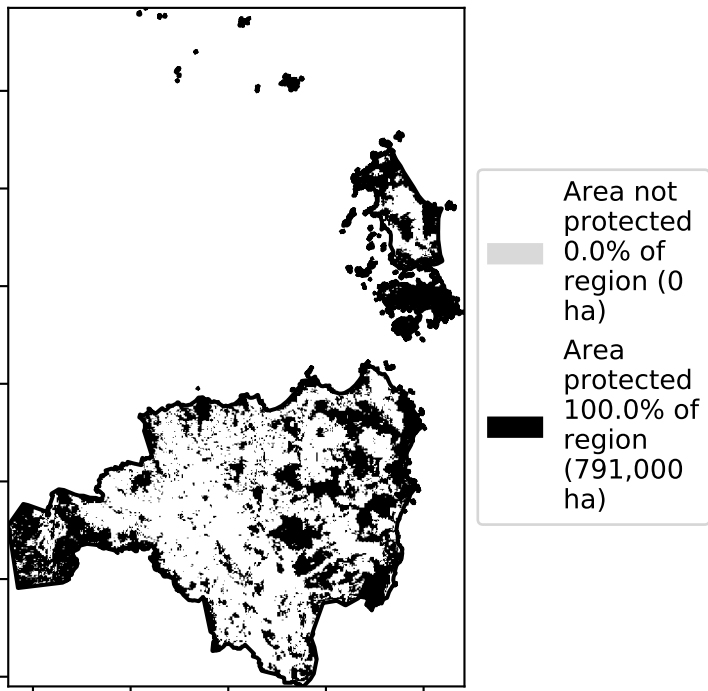 Area not
protected
0.0% of
region (0
ha)
Area
protected
100.0% of
region
(791,000
ha)